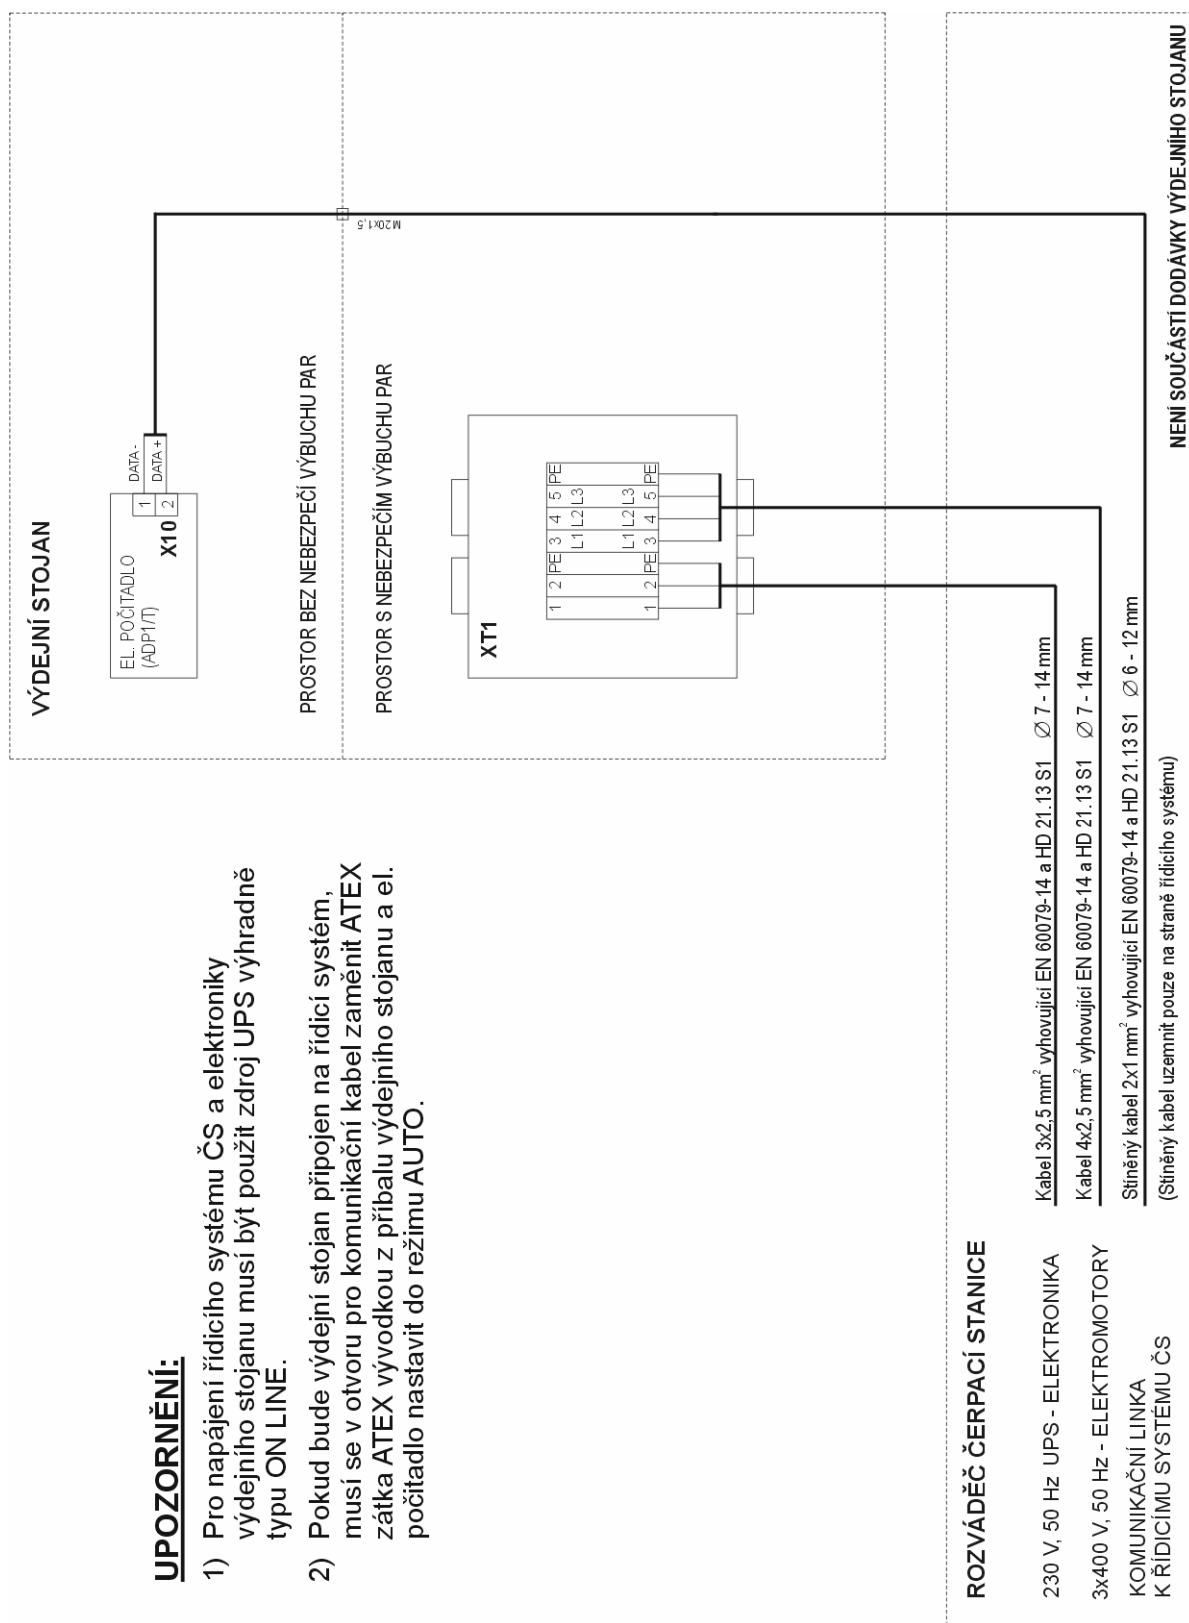 UPOZORNĚNÍ:
1) Pro napájení řídicího systému ČS a elektroniky
výdejního stojanu musí být použit zdroj UPS výhradně
typu ON LINE.
2) Pokud bude výdejní stojan připojen na řídicí systém,
musí se v otvoru pro komunikační kabel zaměnit ATEX
zátka ATEX vývodkou z příbalu výdejního stojanu a el.
počitadlo nastavit do režimu AUTO.
VÝDEJNÍ STOJAN
EL. POČITADLO
(ADP1/T)
X10
1
2
DATA -
DATA +
PROSTOR BEZ NEBEZPEČÍ VÝBUCHU PAR
M20x1,5
PROSTOR S NEBEZPEČÍM VÝBUCHU PAR
XT1
1 2 PE 3 4 5 PE
L1 L2 L3
L1 L2 L3
1 2 PE 3 4 5 PE
ROZVÁDĚČ ČERPACÍ STANICE
230 V, 50 Hz UPS - ELEKTRONIKA
Kabel 3x2,5 mm² vyhovující EN 60079-14 a HD 21.13 S1 ∅ 7 - 14 mm
3x400 V, 50 Hz - ELEKTROMOTORY
Kabel 4x2,5 mm² vyhovující EN 60079-14 a HD 21.13 S1 ∅ 7 - 14 mm
KOMUNIKAČNÍ LINKA
K ŘÍDICÍMU SYSTÉMU ČS
Stíněný kabel 2x1 mm² vyhovující EN 60079-14 a HD 21.13 S1 ∅ 6 - 12 mm
(Stíněný kabel uzemnit pouze na straně řídicího systému)
NENÍ SOUČÁSTÍ DODÁVKY VÝDEJNÍHO STOJANU